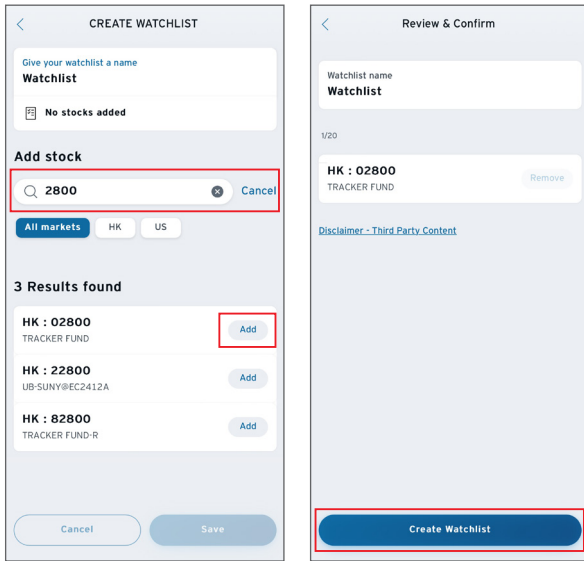 CREATE WATCHLIST
Give your watchlist a name
Watchlist
No stocks added
Add stock
2800
Cancel
All markets
HK
US
3 Results found
HK : 02800
TRACKER FUND
Add
HK : 22800
UB-SUNY@EC2412A
Add
HK : 82800
TRACKER FUND-R
Add
Cancel
Save
Review & Confirm
Watchlist name
Watchlist
1/20
HK : 02800
TRACKER FUND
Remove
Disclaimer - Third Party Content
Create Watchlist